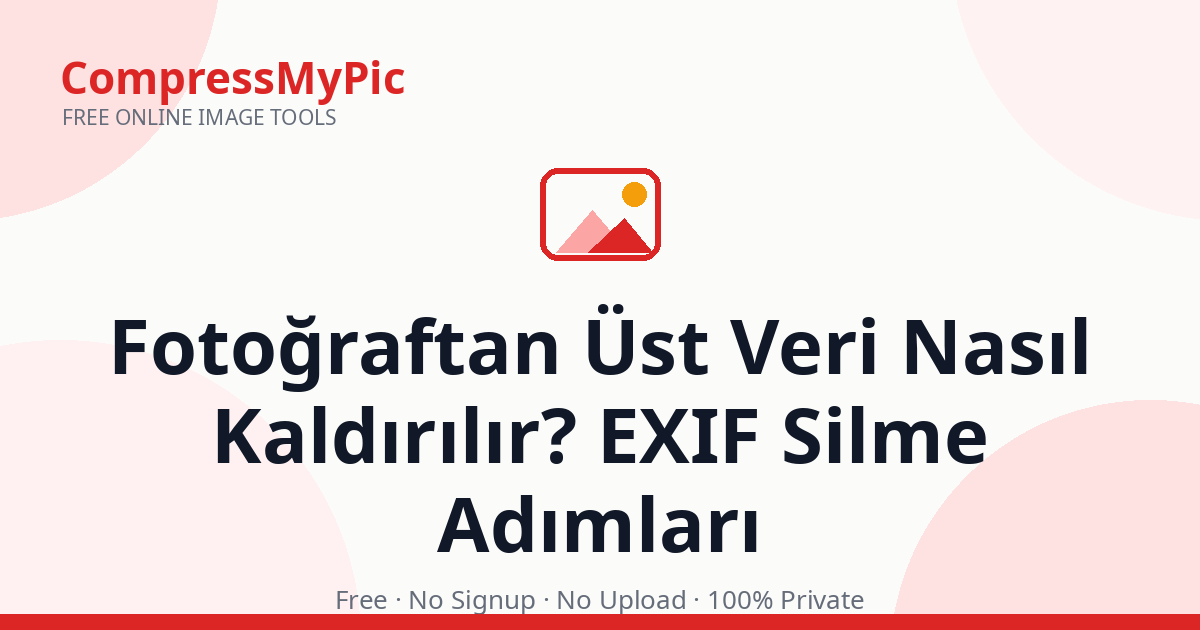 CompressMyPic
FREE ONLINE IMAGE TOOLS
Fotoğraftan Üst Veri Nasıl
Kaldırılır? EXIF Silme
Adımları
Free · No Signup · No Upload · 100% Private